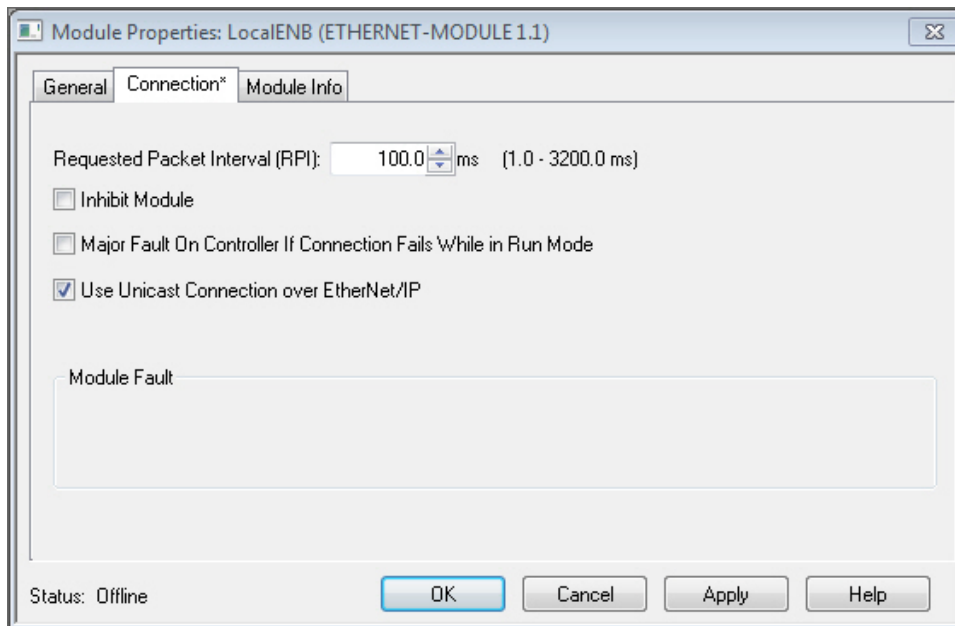 Module Properties: LocalENB (ETHERNET-MODULE 1.1)
General Connection* Module Info
Requested Packet Interval (RPI): 100.0 ms (1.0 - 3200.0 ms)
Inhibit Module
Major Fault On Controller If Connection Fails While in Run Mode
Use Unicast Connection over EtherNet/IP
Module Fault
Status: Offline OK Cancel Apply Help